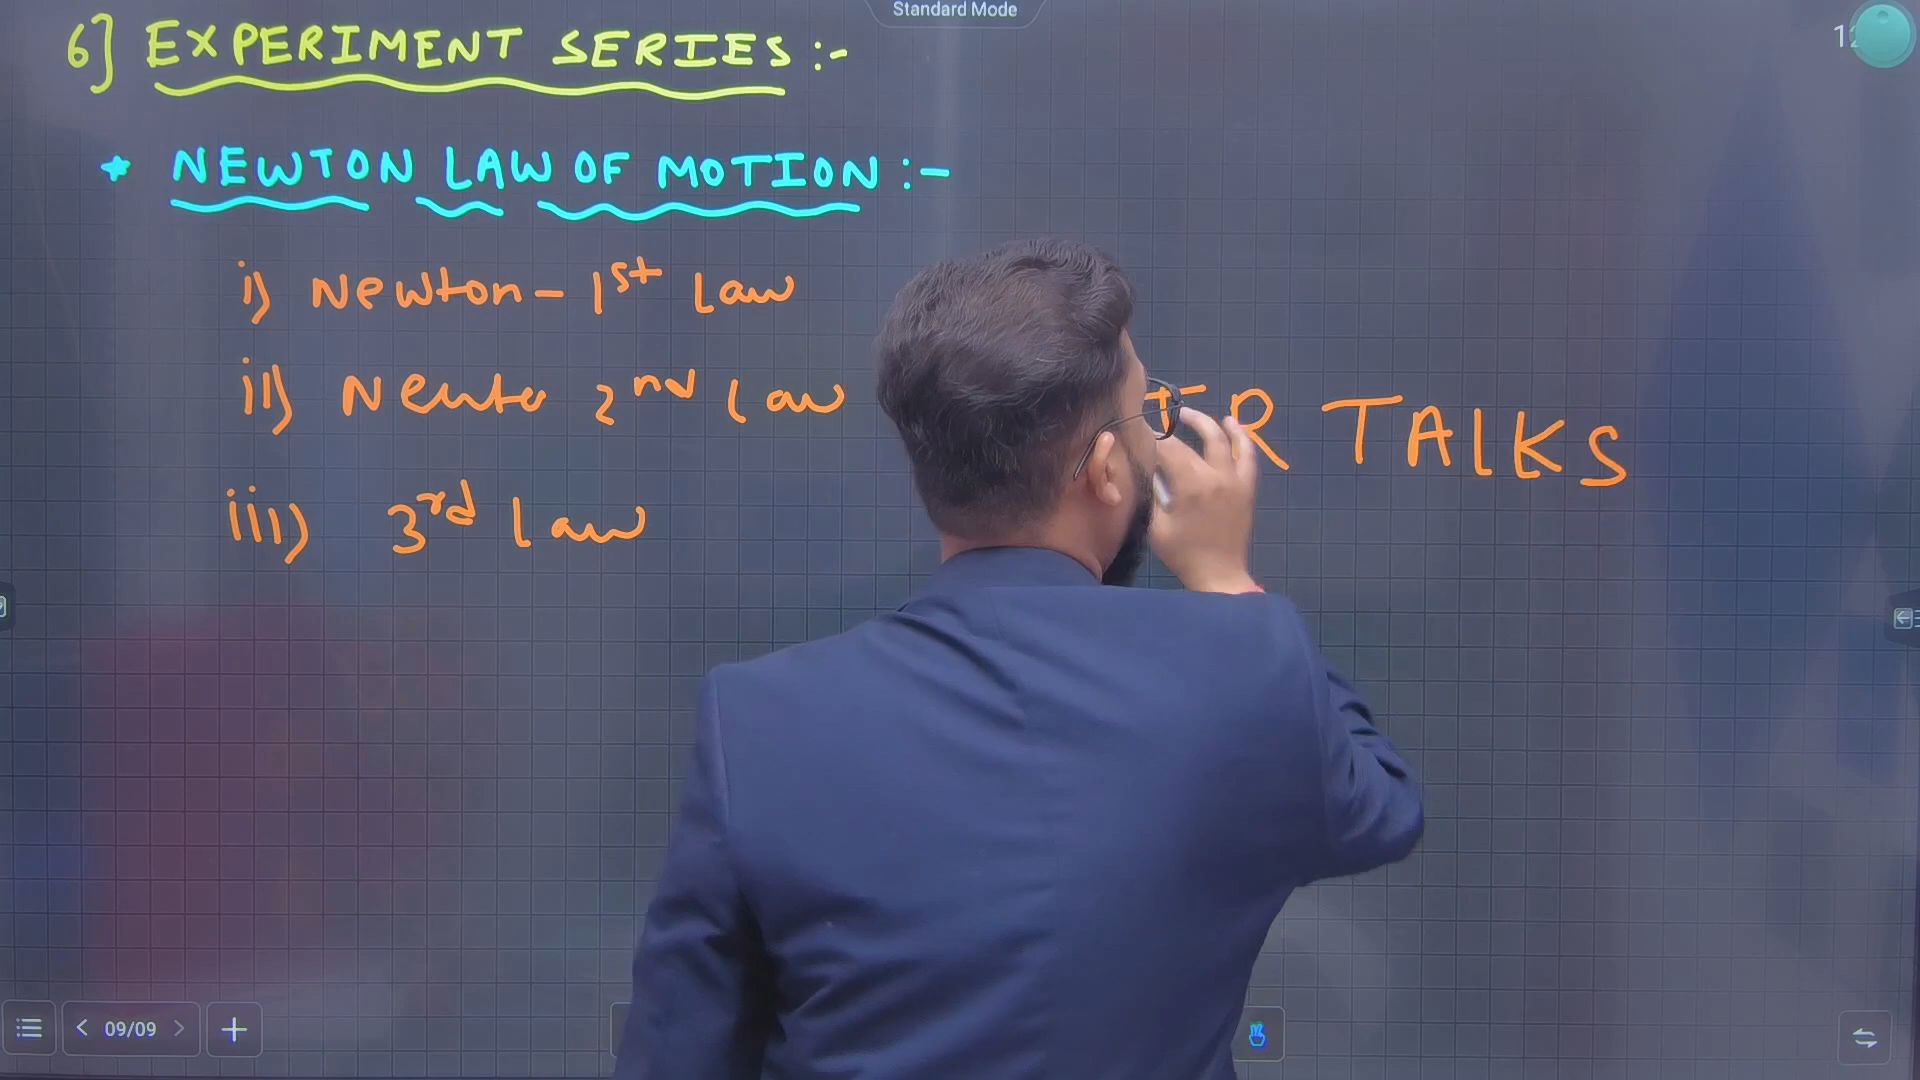 Standard Mode
6] EXPERIMENT SERIES :-
* NEWTON LAW OF MOTION :-
i) Newton - 1st Law
ii) Newto 2nd Law
TALKS
iii) 3rd Law
09/09